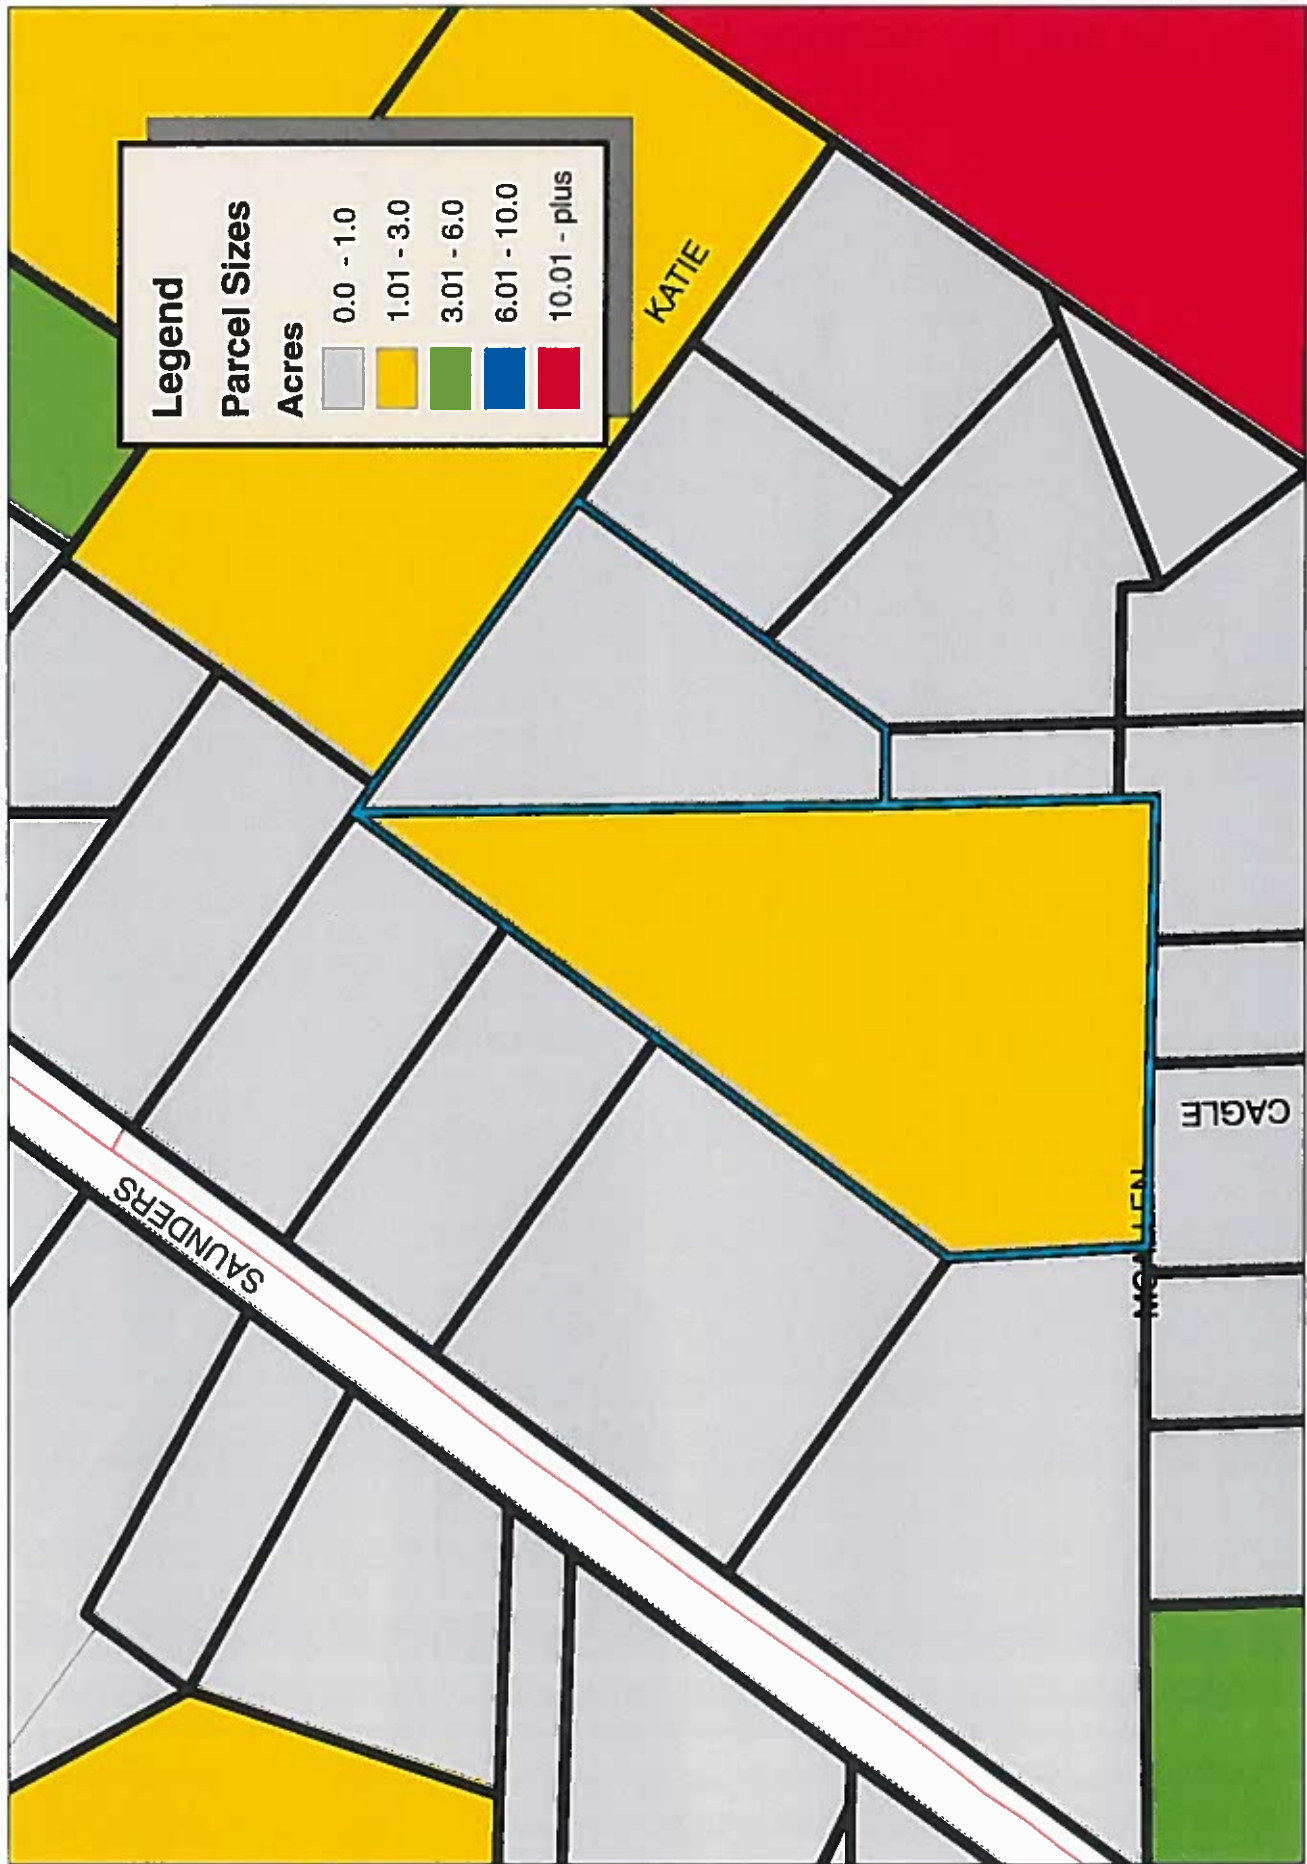 Legend
Parcel Sizes
Acres
0.0 - 1.0
1.01 - 3.0
3.01 - 6.0
6.01 - 10.0
10.01 - plus
KATIE
SAUNDERS
CAGLE